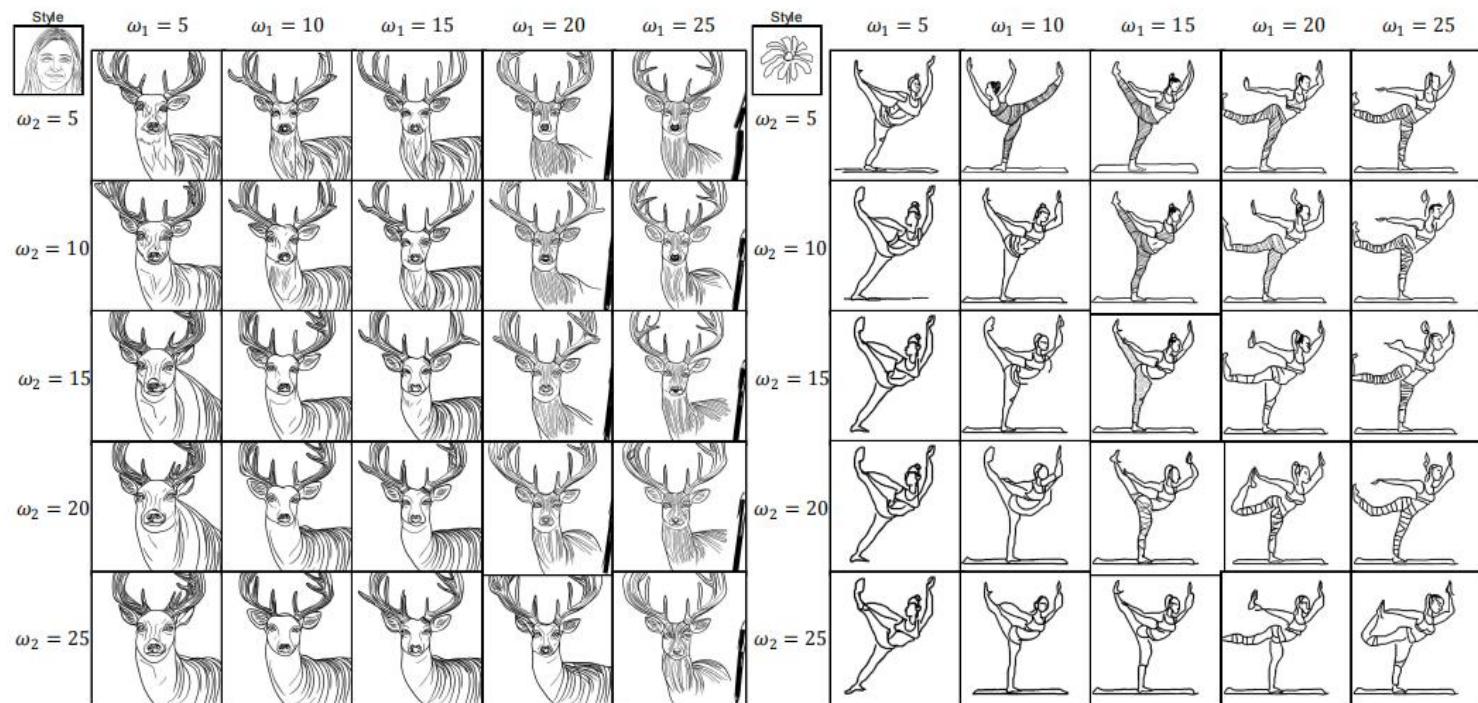 Style
ω₁ = 5 ω₁ = 10 ω₁ = 15 ω₁ = 20 ω₁ = 25
ω₂ = 5
ω₂ = 10
ω₂ = 15
ω₂ = 20
ω₂ = 25
Style
ω₁ = 5 ω₁ = 10 ω₁ = 15 ω₁ = 20 ω₁ = 25
ω₂ = 5
ω₂ = 10
ω₂ = 15
ω₂ = 20
ω₂ = 25